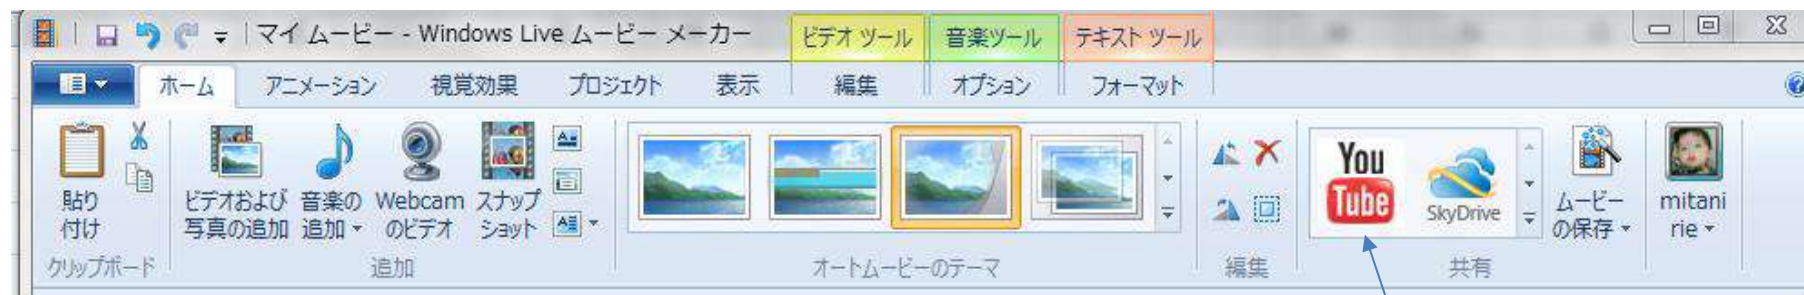 マイ ムービー - Windows Live ムービー メーカー
ビデオ ツール
音楽ツール
テキスト ツール
ホーム
アニメーション
視覚効果
プロジェクト
表示
編集
オプション
フォーマット
貼り
付け
ビデオおよび
写真の追加
音楽の
追加
Webcam
のビデオ
スナップ
ショット
You
Tube
SkyDrive
ムービー
の保存
mitani
rie
クリップボード
追加
オートムービーのテーマ
編集
共有